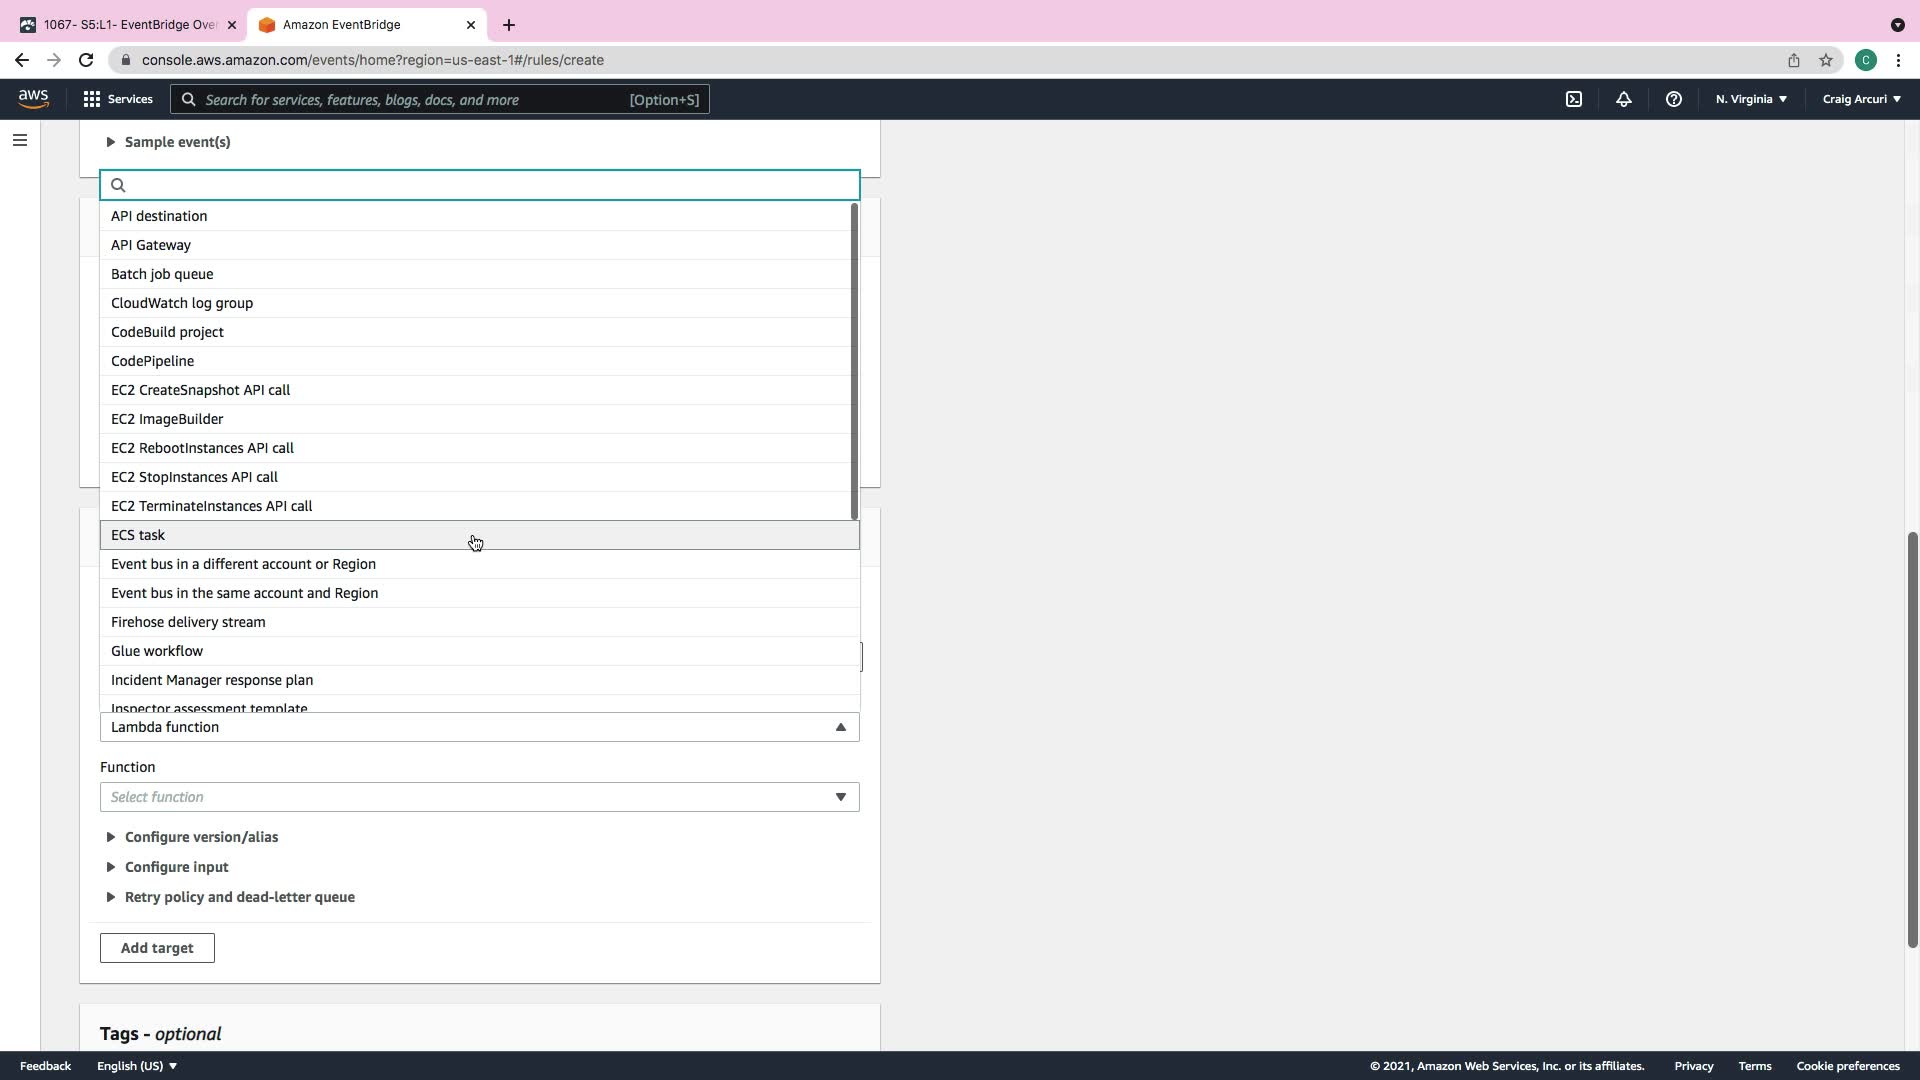 1067- S5:L1- EventBridge Ove
Amazon EventBridge
console.aws.amazon.com/events/home?region=us-east-1#/rules/create
C
aws
Services
Search for services, features, blogs, docs, and more
[Option+S]
N. Virginia
Craig Arcuri
Sample event(s)
API destination
API Gateway
Batch job queue
CloudWatch log group
CodeBuild project
CodePipeline
EC2 CreateSnapshot API call
EC2 ImageBuilder
EC2 RebootInstances API call
EC2 StopInstances API call
EC2 TerminateInstances API call
ECS task
Event bus in a different account or Region
Event bus in the same account and Region
Firehose delivery stream
Glue workflow
Incident Manager response plan
Inspector assessment template
Lambda function
Function
Select function
Configure version/alias
Configure input
Retry policy and dead-letter queue
Add target
Tags - optional
Feedback
English (US)
© 2021, Amazon Web Services, Inc. or its affiliates.
Privacy
Terms
Cookie preferences